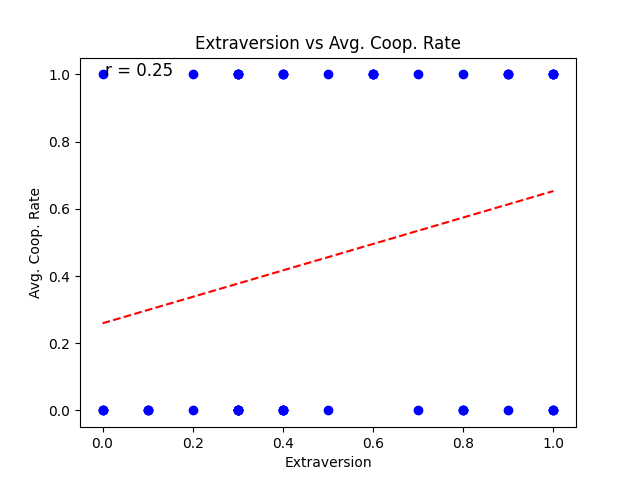 Extraversion vs Avg. Coop. Rate
r = 0.25
1.0
0.8
0.6
0.4
0.2
0.0
Avg. Coop. Rate
0.0 0.2 0.4 0.6 0.8 1.0
Extraversion